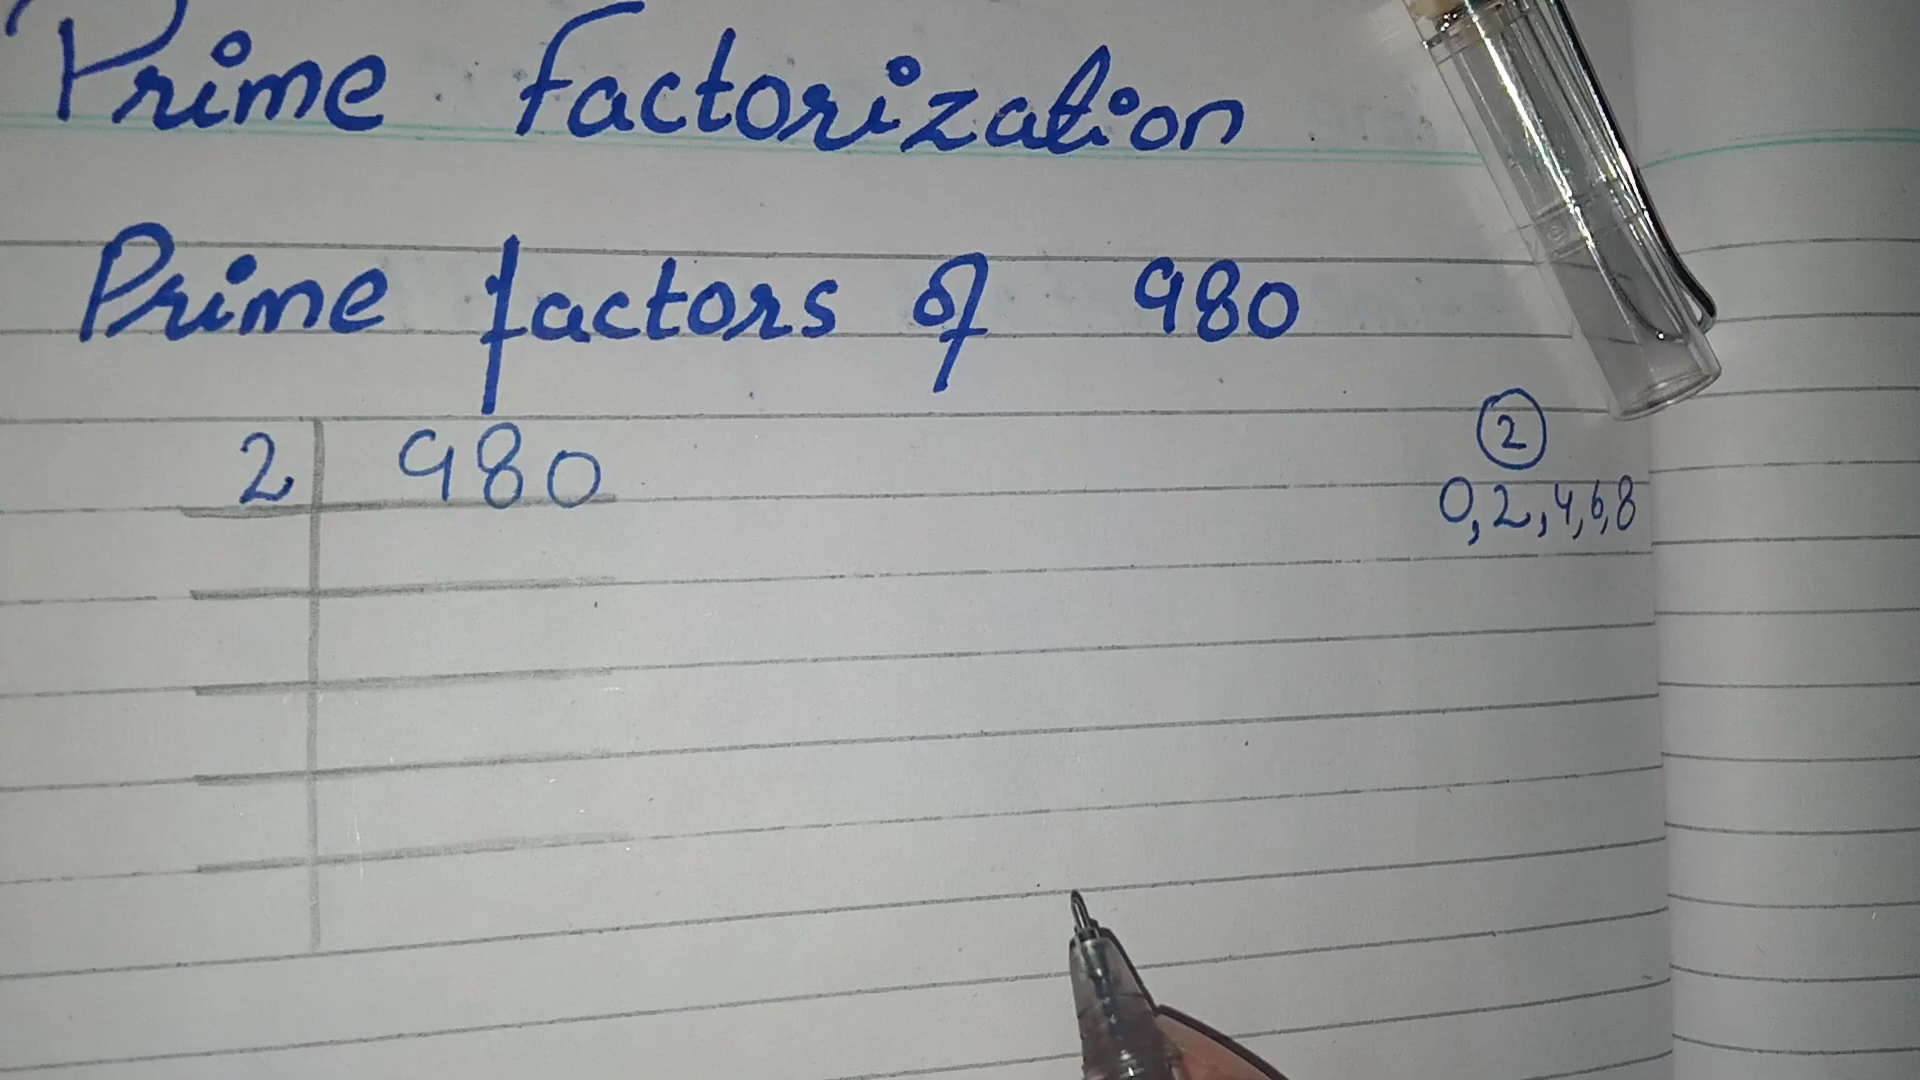 Prime Factorization
Prime factors of 980
2 980
2
0,2,4,6,8